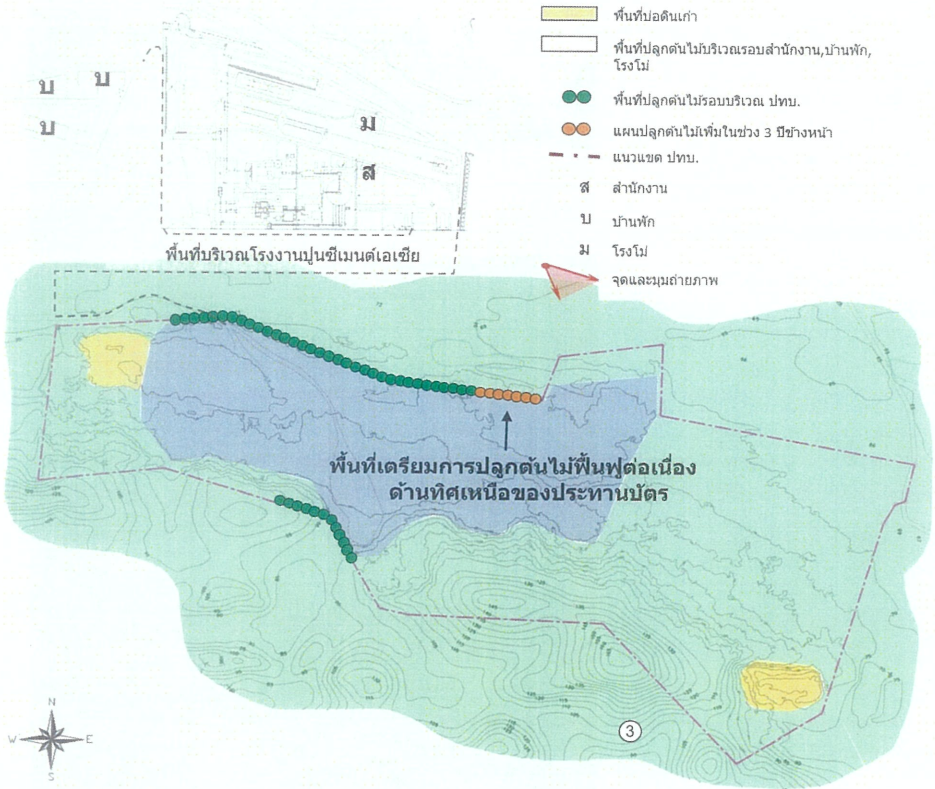 พื้นที่บ่อดินเก่า
พื้นที่ปลูกต้นไม้บริเวณรอบสำนักงาน,บ้านพัก,
โรงโม่
พื้นที่ปลูกต้นไม้รอบบริเวณ ปทบ.
แผนปลูกต้นไม้เพิ่มในช่วง 3 ปีข้างหน้า
แนวเขต ปทบ.
ส สำนักงาน
บ บ้านพัก
ม โรงโม่
จุดและมุมถ่ายภาพ
บ
บ
บ
ม
ส
พื้นที่บริเวณโรงงานปูนซีเมนต์เอเชีย
พื้นที่เตรียมการปลูกต้นไม้ฟื้นฟูต่อเนื่อง
ด้านทิศเหนือของประทานบัตร
3
N
W E
S